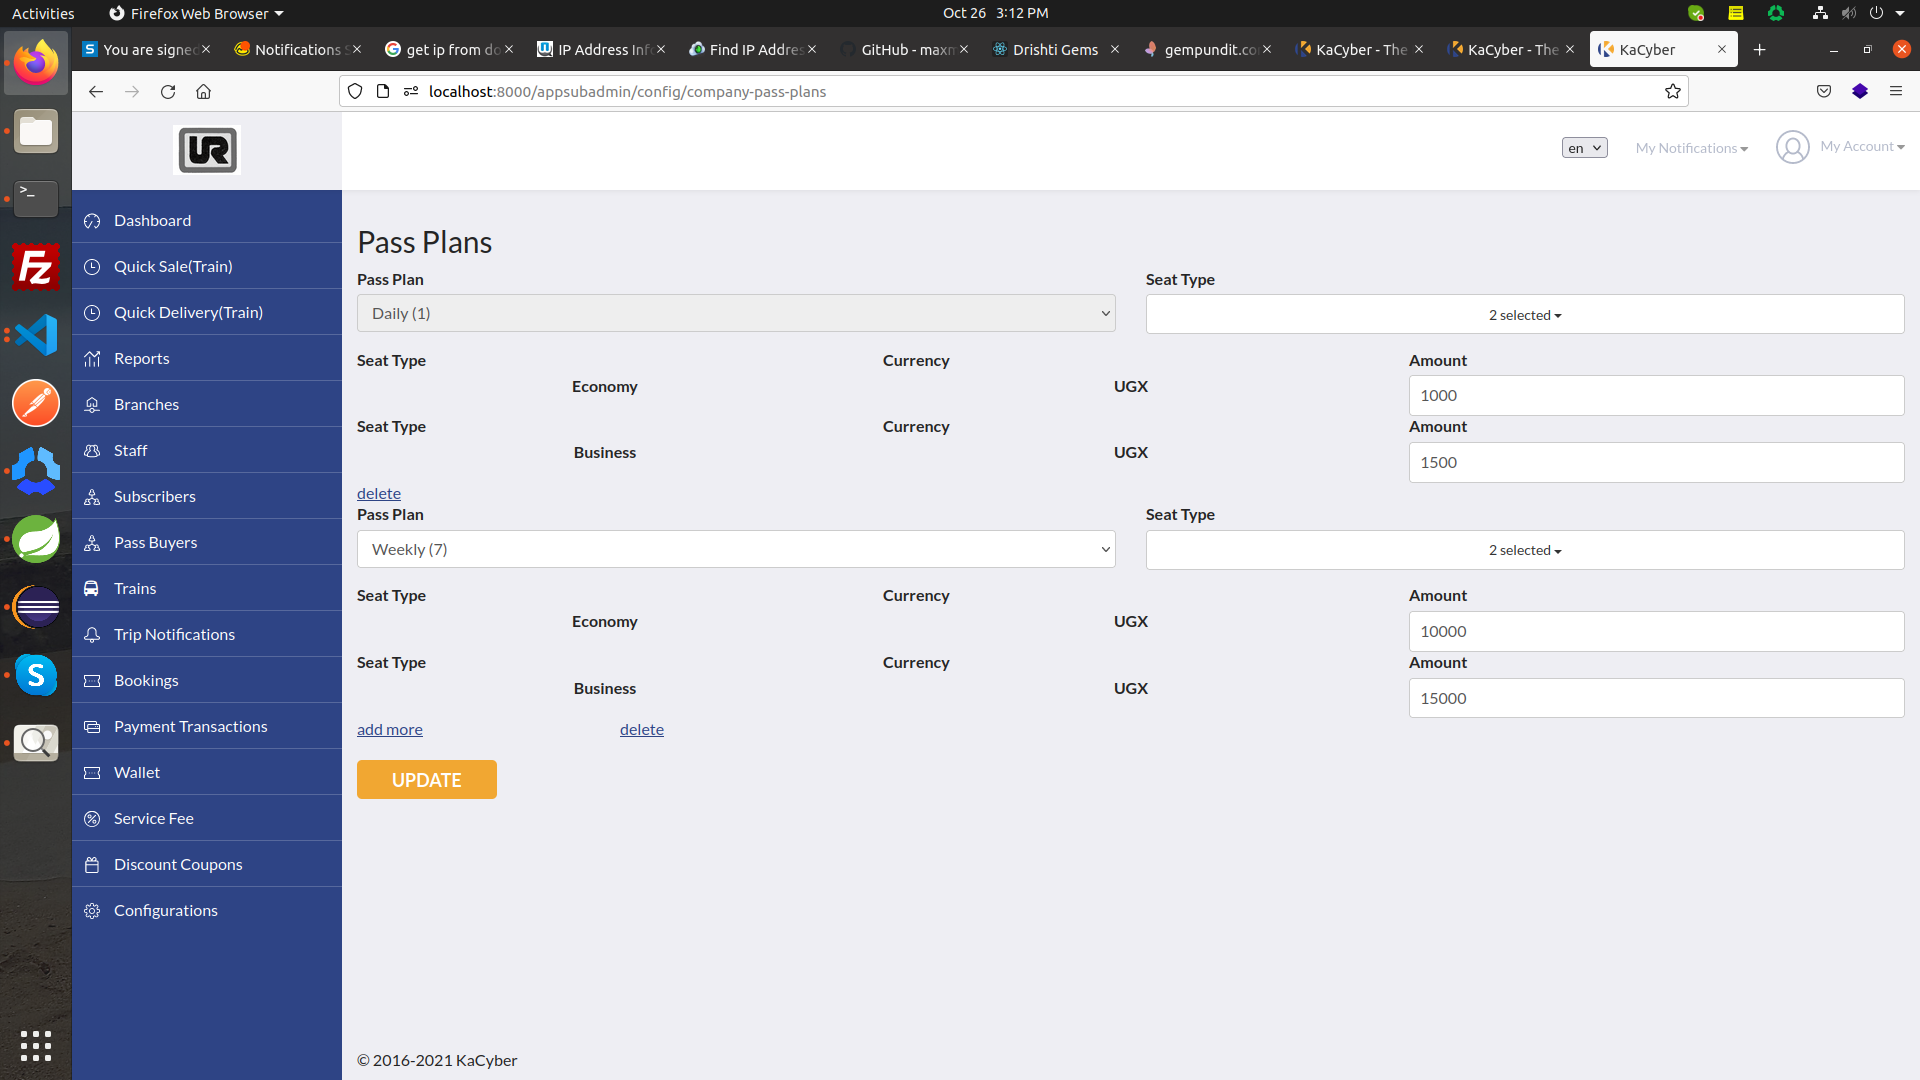 Activities Firefox Web Browser Oct 26 3:12 PM
You are signed Notifications S get ip from do IP Address Info Find IP Addres GitHub - maxm Drishti Gems gempundit.co KaCyber - The KaCyber - The KaCyber
localhost:8000/appsubadmin/config/company-pass-plans
UR
en My Notifications My Account
Dashboard
Quick Sale(Train)
Quick Delivery(Train)
Reports
Branches
Staff
Subscribers
Pass Buyers
Trains
Trip Notifications
Bookings
Payment Transactions
Wallet
Service Fee
Discount Coupons
Configurations
Pass Plans
Pass Plan Seat Type
Daily (1) 2 selected
Seat Type Currency Amount
Economy UGX 1000
Seat Type Currency Amount
Business UGX 1500
delete
Pass Plan Seat Type
Weekly (7) 2 selected
Seat Type Currency Amount
Economy UGX 10000
Seat Type Currency Amount
Business UGX 15000
add more delete
UPDATE
© 2016-2021 KaCyber